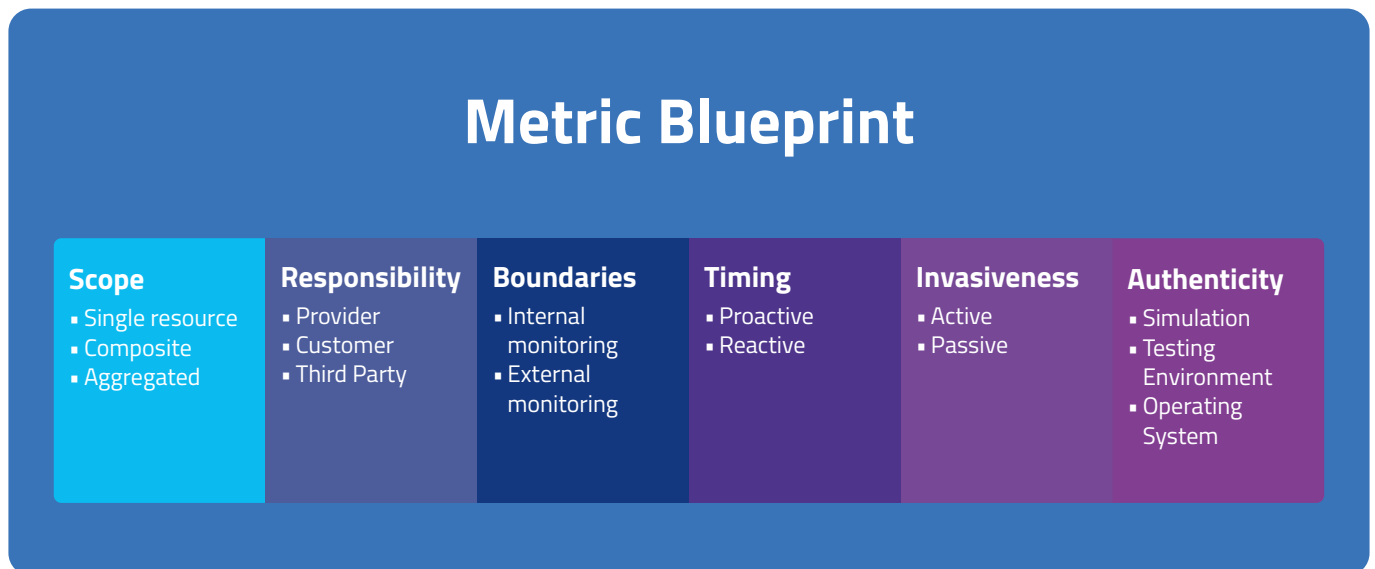 Metric Blueprint
Scope
▪ Single resource
▪ Composite
▪ Aggregated
Responsibility
▪ Provider
▪ Customer
▪ Third Party
Boundaries
▪ Internal
monitoring
▪ External
monitoring
Timing
▪ Proactive
▪ Reactive
Invasiveness
▪ Active
▪ Passive
Authenticity
▪ Simulation
▪ Testing
Environment
▪ Operating
System